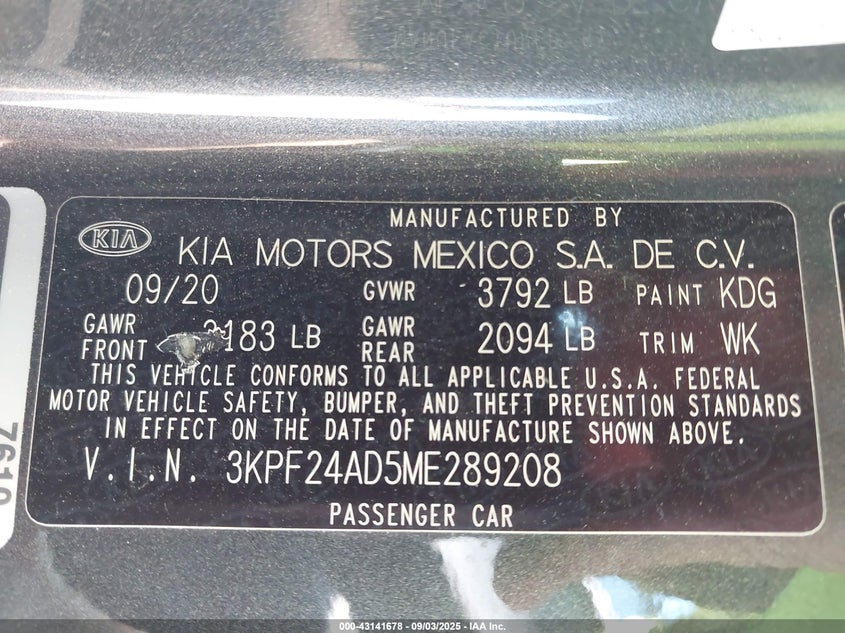 MANUFACTURED BY
KIA KIA MOTORS MEXICO S.A. DE C.V.
09/20 GVWR 3792 LB PAINT KDG
GAWR FRONT 2183 LB GAWR REAR 2094 LB TRIM WK
THIS VEHICLE CONFORMS TO ALL APPLICABLE U.S.A. FEDERAL
MOTOR VEHICLE SAFETY, BUMPER, AND THEFT PREVENTION STANDARDS
IN EFFECT ON THE DATE OF MANUFACTURE SHOWN ABOVE.
V.I.N. 3KPF24AD5ME289208
PASSENGER CAR
7610
000-43141678 - 09/03/2025 - IAA Inc.